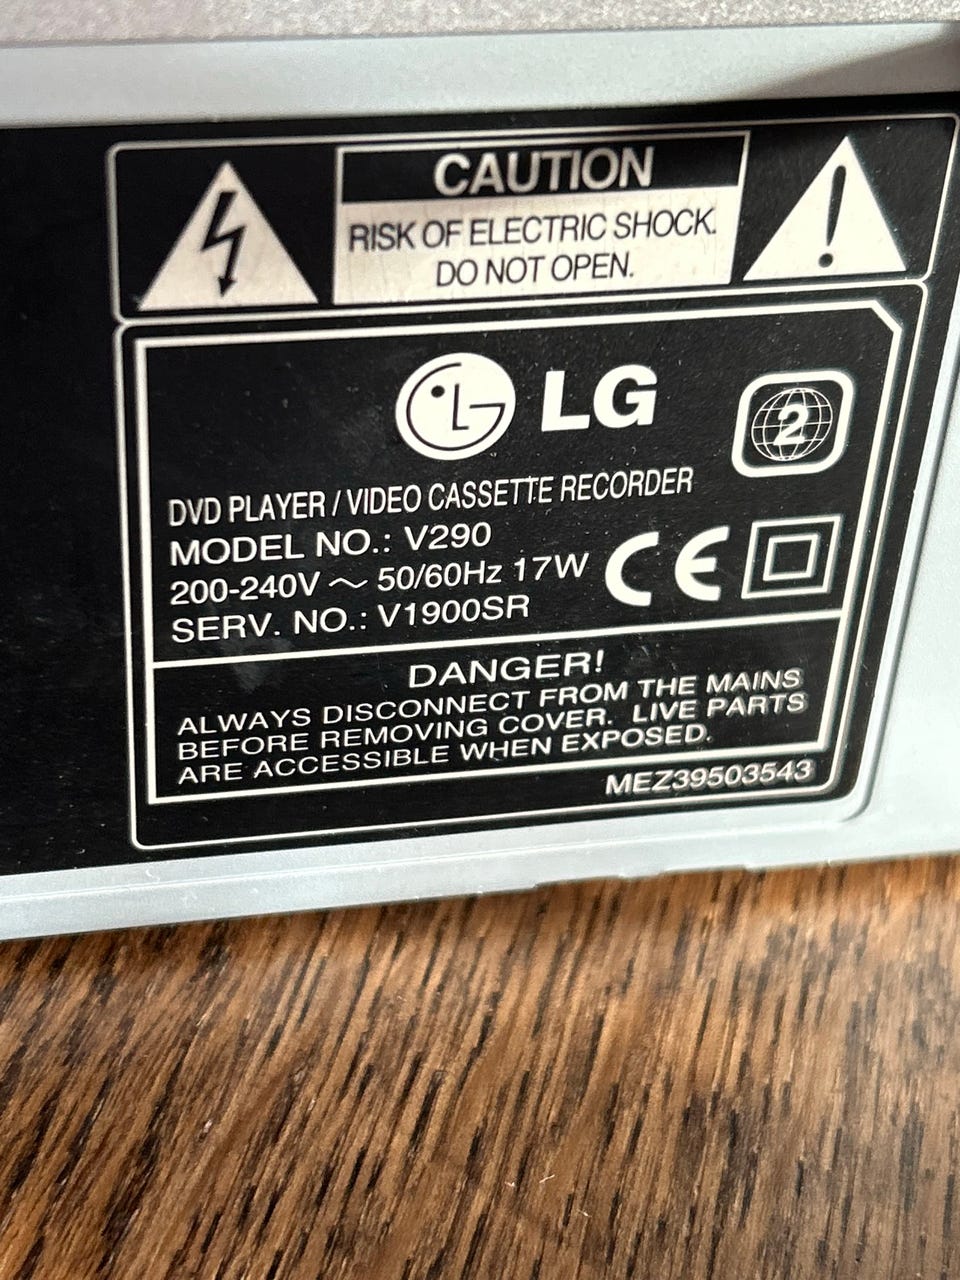 CAUTION
RISK OF ELECTRIC SHOCK.
DO NOT OPEN.
LG
2
DVD PLAYER / VIDEO CASSETTE RECORDER
MODEL NO.: V290
200-240V ~ 50/60Hz 17W
CE
SERV. NO.: V1900SR
DANGER!
ALWAYS DISCONNECT FROM THE MAINS
BEFORE REMOVING COVER. LIVE PARTS
ARE ACCESSIBLE WHEN EXPOSED.
MEZ39503543